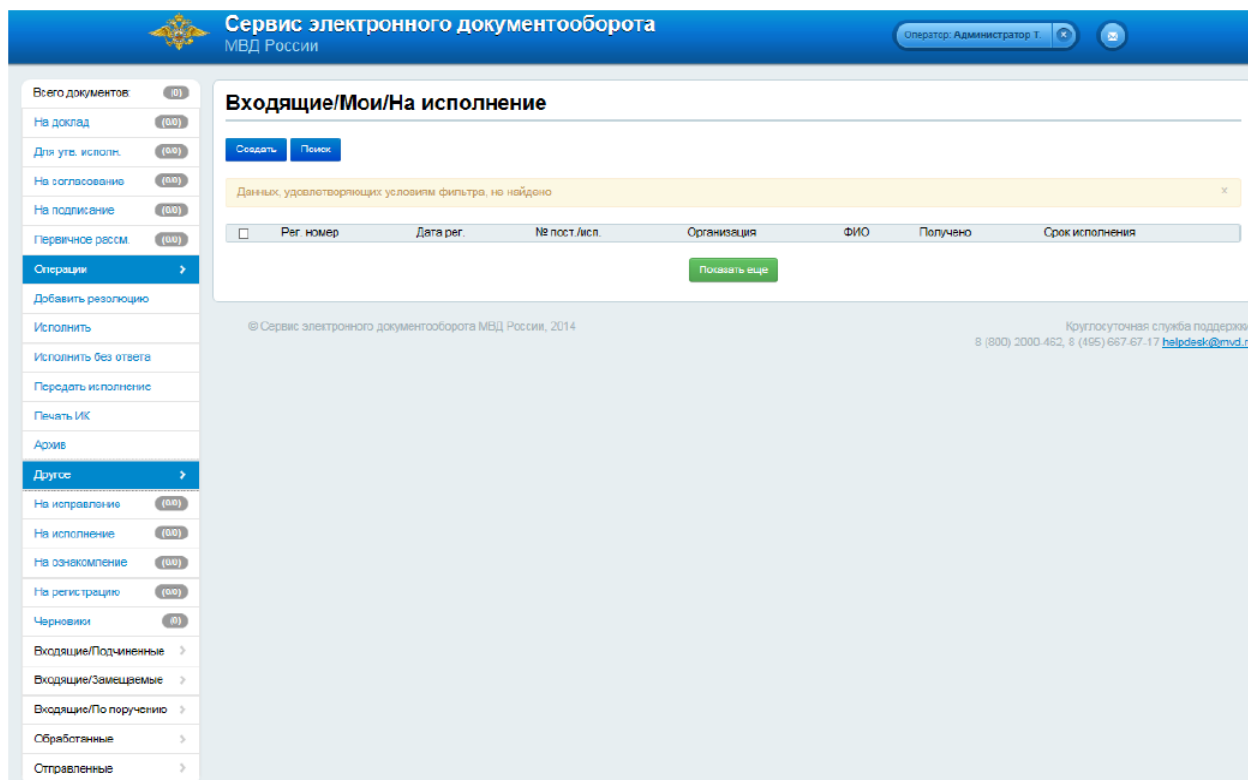 Сервис электронного документооборота
МВД России
Оператор: Администратор Т.
Всего документов: (0)
На доклад (0/0)
Для утв. исполн. (0/0)
На согласование (0/0)
На подписание (0/0)
Первичное рассм. (0/0)
Операции
Добавить резолюцию
Исполнить
Исполнить без ответа
Передать исполнение
Печать ИК
Архив
Другое
На исправление (0/0)
На исполнение (0/0)
На ознакомление (0/0)
На регистрацию (0/0)
Черновики (0)
Входящие/Подчиненные
Входящие/Замещаемые
Входящие/По поручению
Обработанные
Отправленные
Входящие/Мои/На исполнение
Создать Поиск
Данных, удовлетворяющих условиям фильтра, не найдено ×
Рег. номер Дата рег. № пост./исп. Организация ФИО Получено Срок исполнения
Показать еще
© Сервис электронного документооборота МВД России, 2014
Круглосуточная служба поддержки
8 (800) 2000-462, 8 (495) 667-67-17 helpdesk@mvd.r